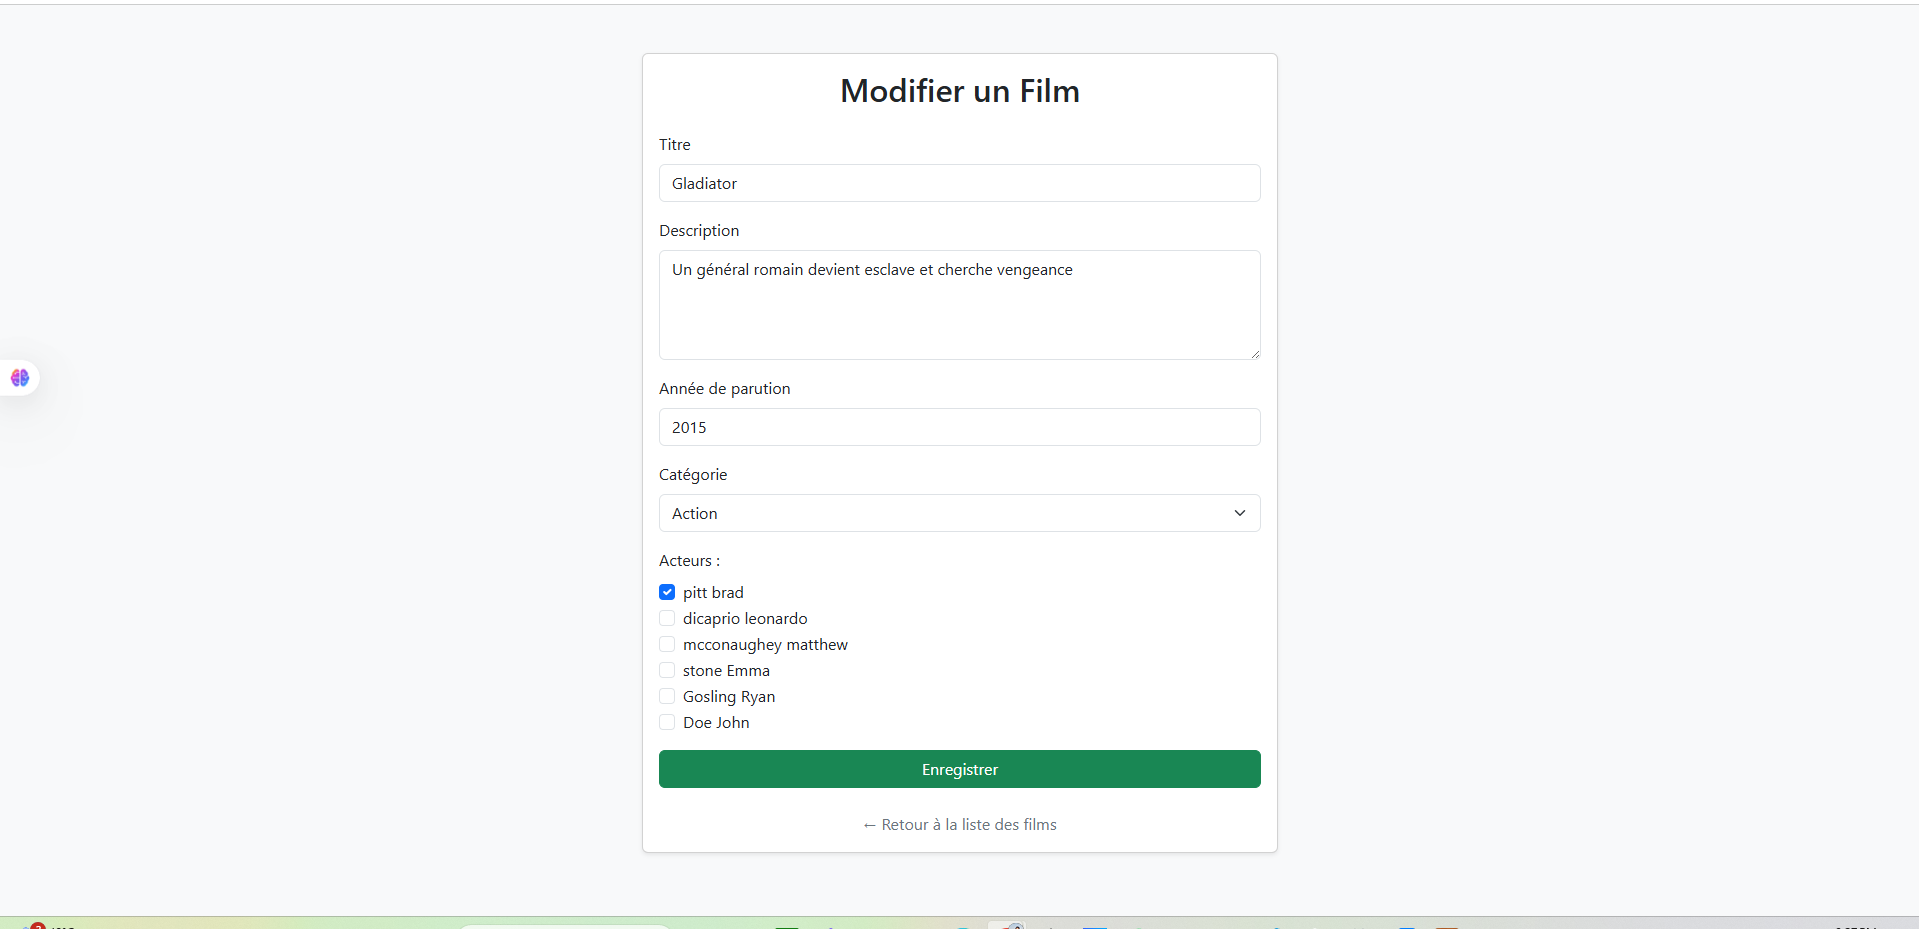 Modifier un Film
Titre
Gladiator
Description
Un général romain devient esclave et cherche vengeance
Année de parution
2015
Catégorie
Action
Acteurs :
pitt brad
dicaprio leonardo
mcconaughey matthew
stone Emma
Gosling Ryan
Doe John
Enregistrer
← Retour à la liste des films